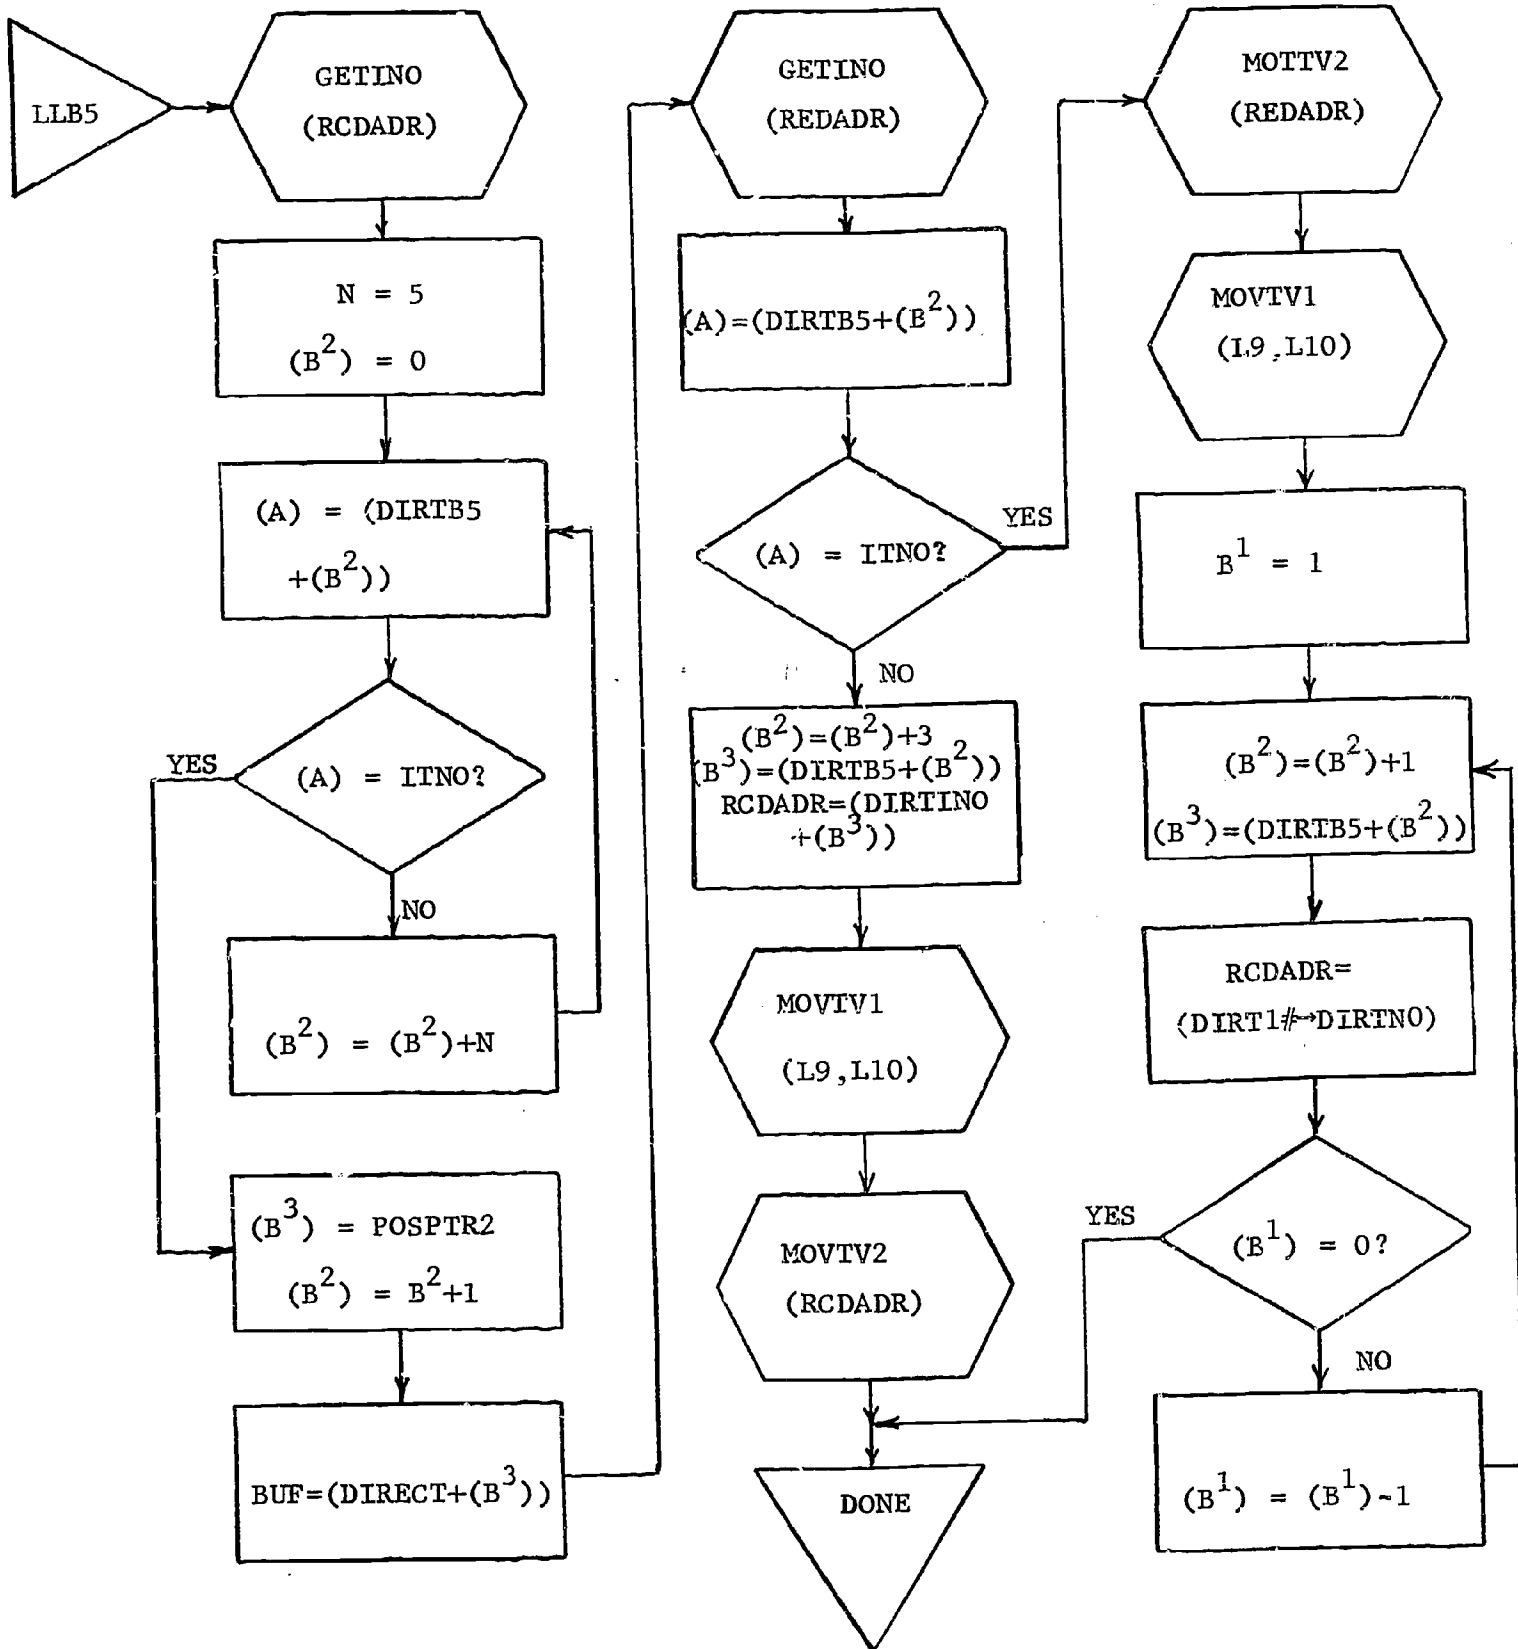 LLB5
GETINO
(RCDADR)
N = 5
(B²) = 0
(A) = (DIRTB5
+(B²))
(A) = ITNO?
YES
NO
(B²) = (B²)+N
(B³) = POSPTR2
(B²) = B²+1
BUF=(DIRECT+(B³))
GETINO
(REDADR)
(A)=(DIRTB5+(B²))
(A) = ITNO?
YES
NO
(B²)=(B²)+3
(B³)=(DIRTB5+(B²))
RCDADR=(DIRTINO
+(B³))
MOVTV1
(L9,L10)
MOVTV2
(RCDADR)
DONE
MOTTV2
(REDADR)
MOVTV1
(L9,L10)
B¹ = 1
(B²)=(B²)+1
(B³)=(DIRTB5+(B²))
RCDADR=
(DIRT1#→DIRTNO)
(B¹) = 0?
YES
NO
(B¹) = (B¹)-1